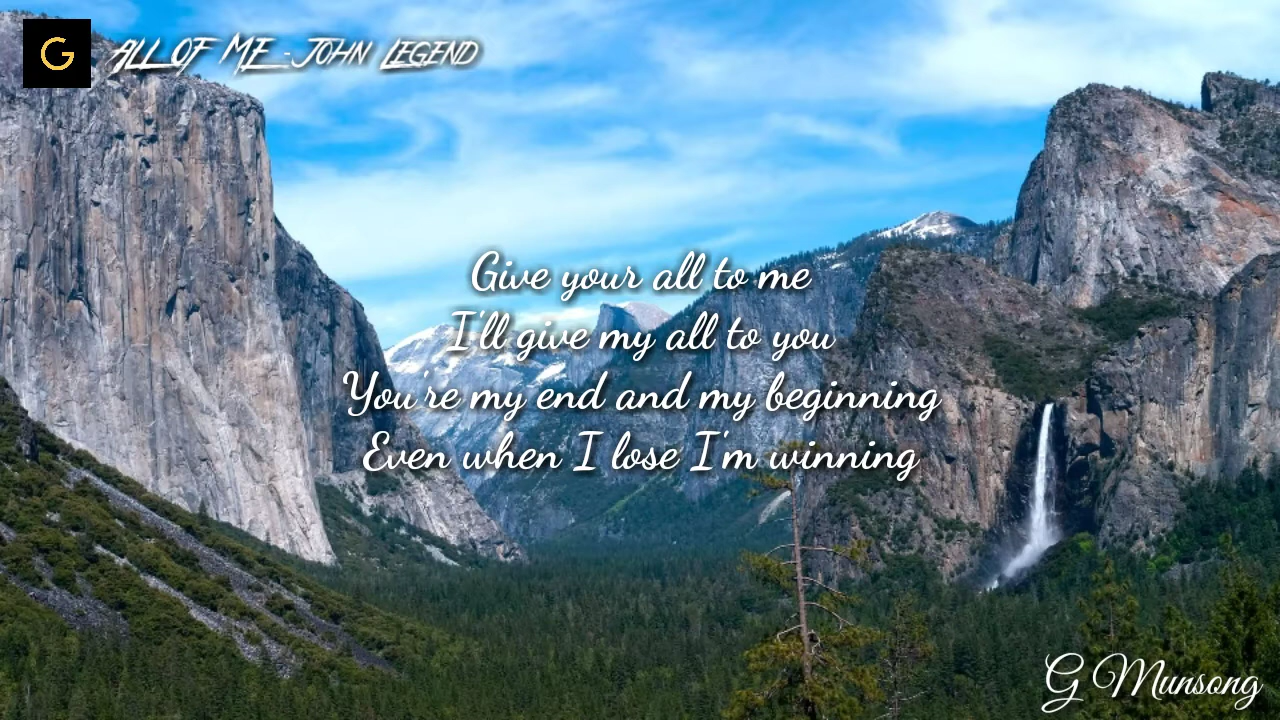 G
ALL OF ME - JOHN LEGEND
Give your all to me
I'll give my all to you
You're my end and my beginning
Even when I lose I'm winning
G Munsong